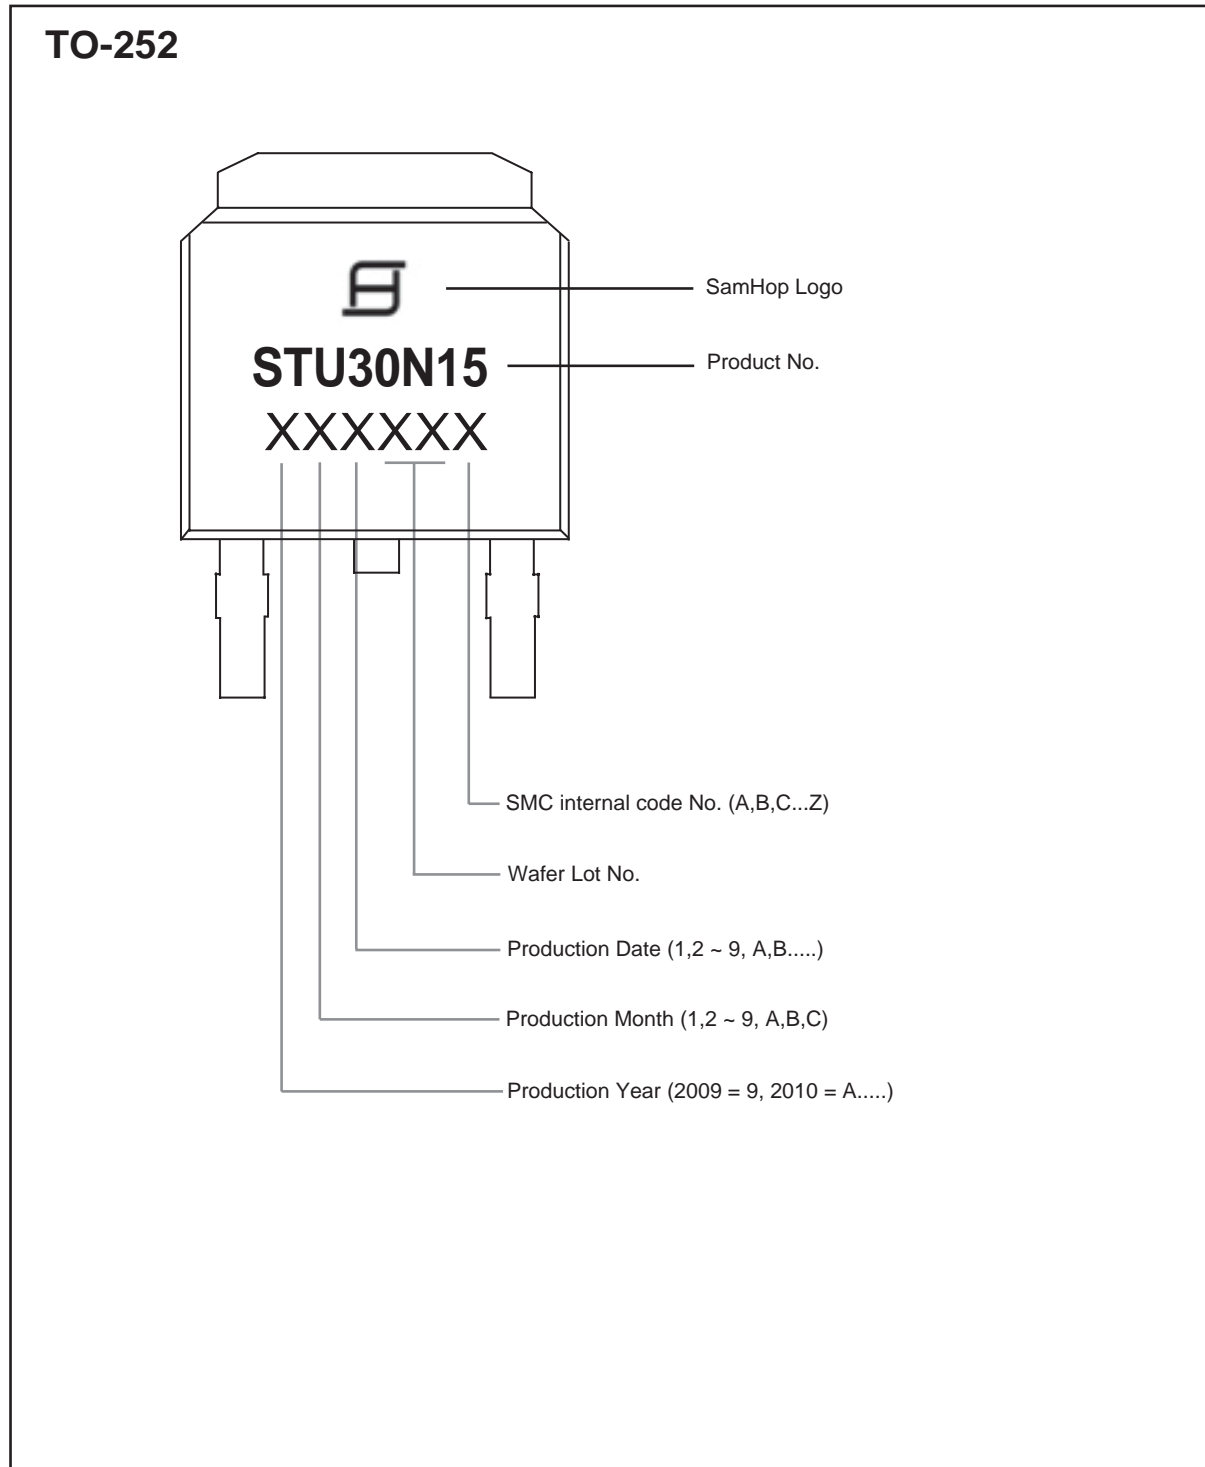 TO-252
SamHop Logo
STU30N15
Product No.
XXXXXX
SMC internal code No. (A,B,C...Z)
Wafer Lot No.
Production Date (1,2 ~ 9, A,B.....)
Production Month (1,2 ~ 9, A,B,C)
Production Year (2009 = 9, 2010 = A.....)